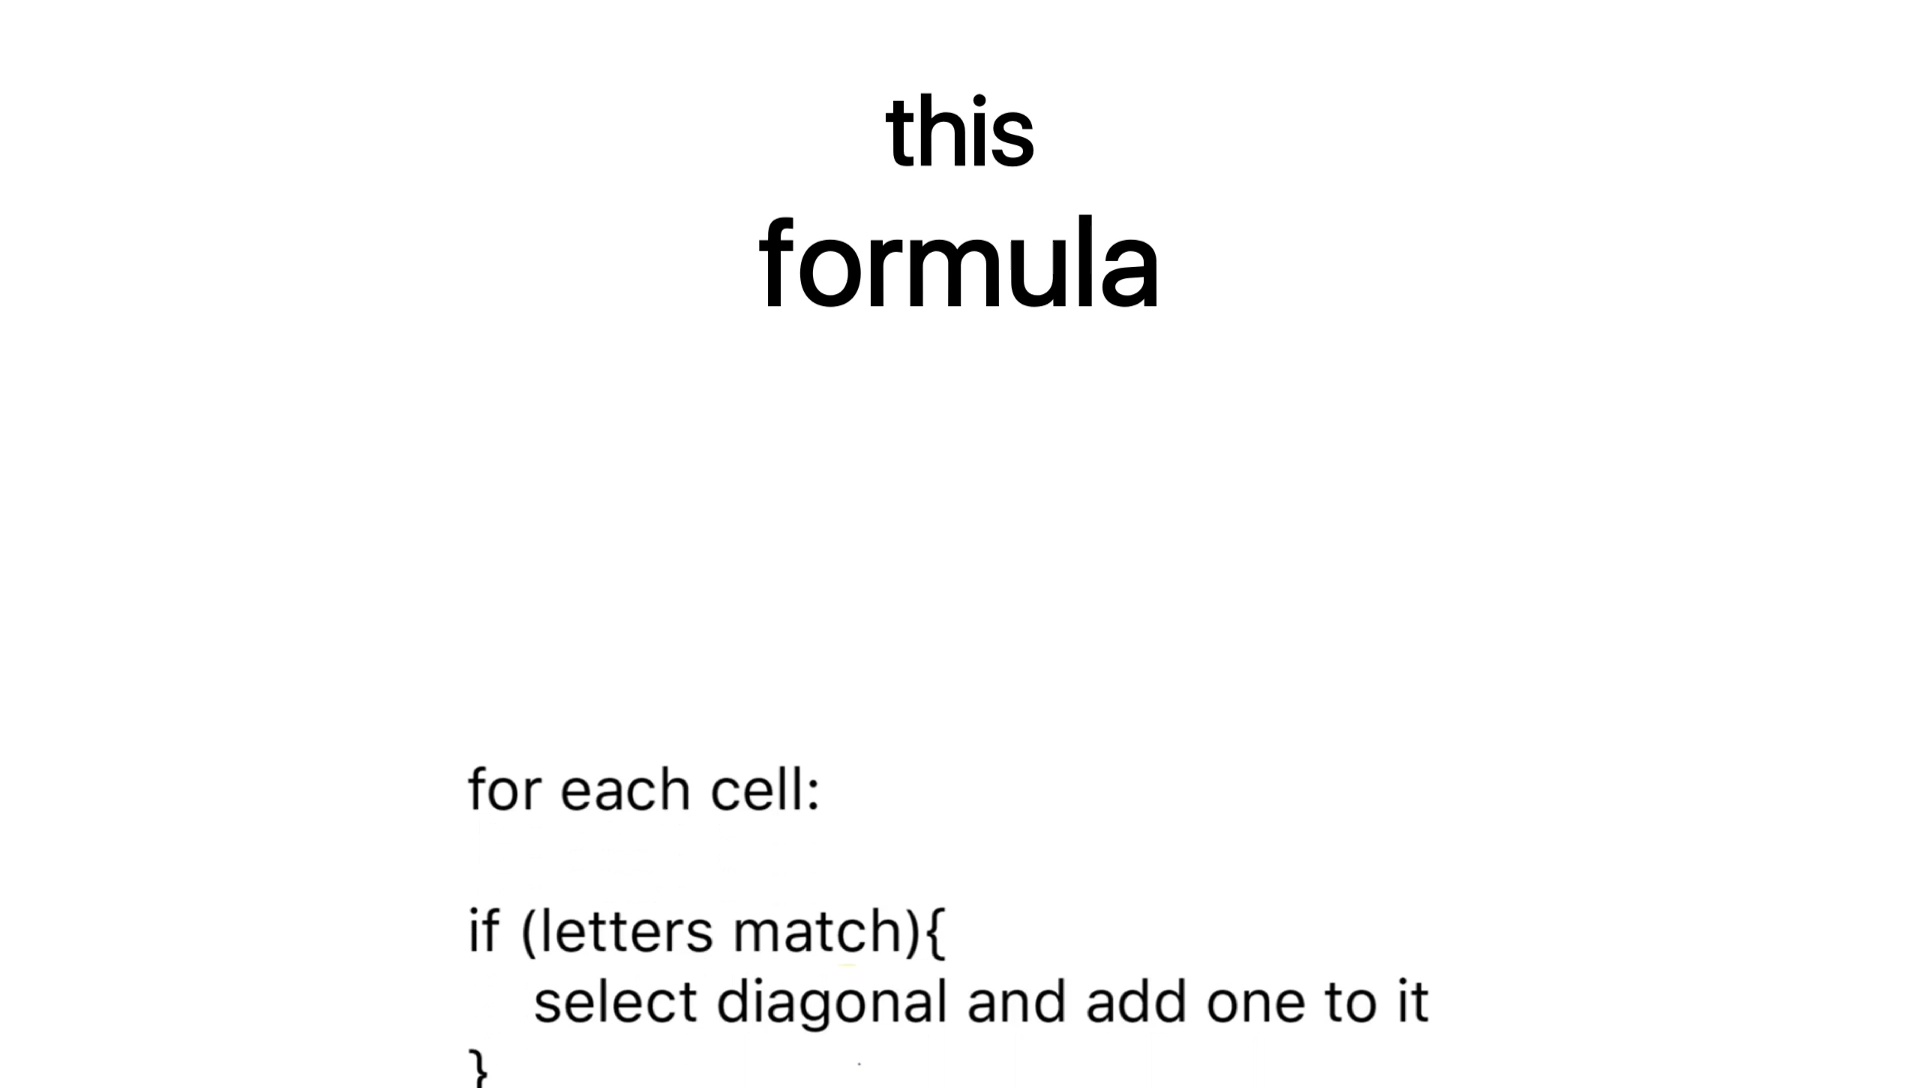 this
formula
for each cell:
if (letters match){
select diagonal and add one to it
}